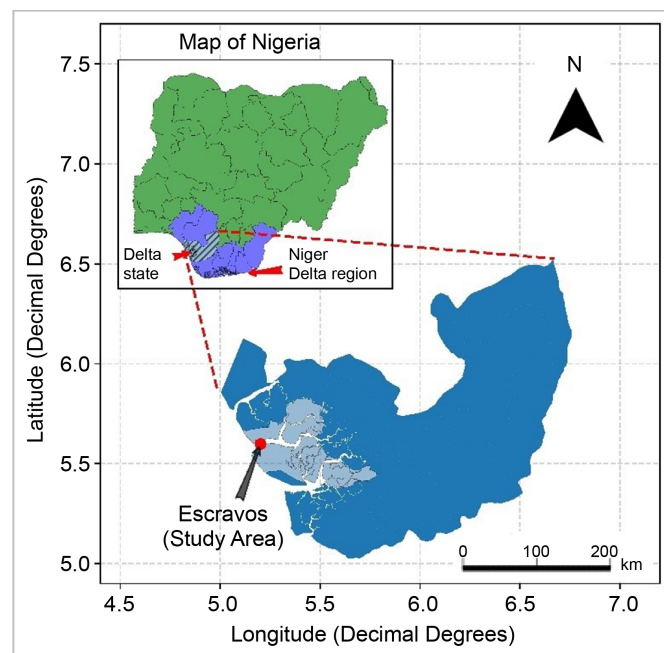 Map of Nigeria
N
Delta
state
Niger
Delta region
Escravos
(Study Area)
0 100 200
km
7.5
7.0
6.5
6.0
5.5
5.0
4.5 5.0 5.5 6.0 6.5 7.0
Latitude (Decimal Degrees)
Longitude (Decimal Degrees)